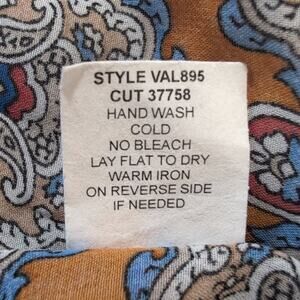 STYLE VAL895
CUT 37758
HAND WASH
COLD
NO BLEACH
LAY FLAT TO DRY
WARM IRON
ON REVERSE SIDE
IF NEEDED